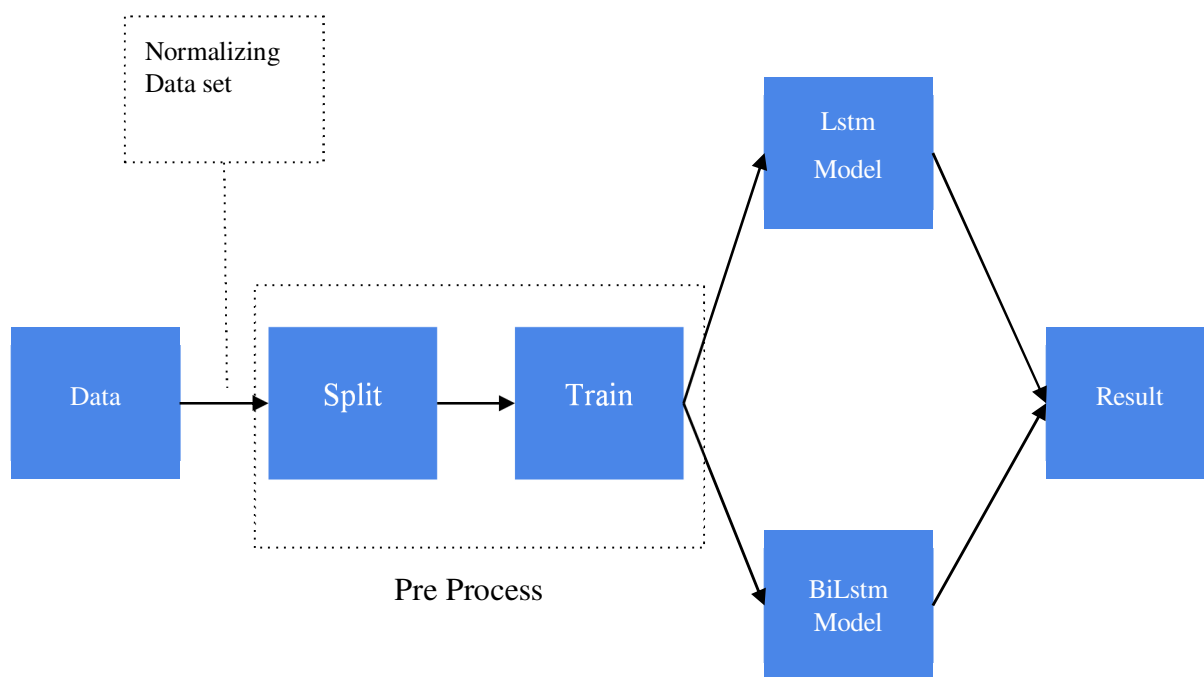 Normalizing
Data set
Lstm
Model
Data
Split
Train
Result
Pre Process
BiLstm
Model